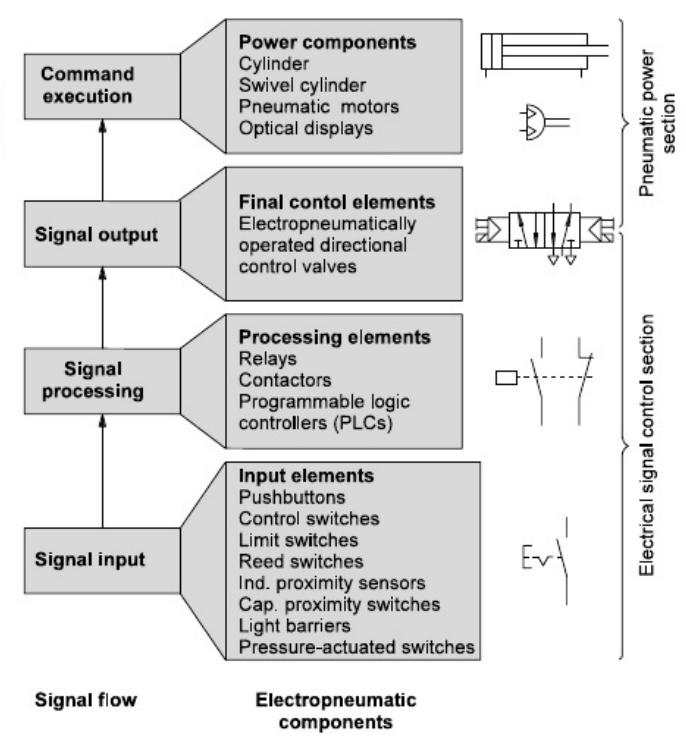 Command
execution
Power components
Cylinder
Swivel cylinder
Pneumatic motors
Optical displays
Pneumatic power
section
Signal output
Final contol elements
Electropneumatically
operated directional
control valves
Signal
processing
Processing elements
Relays
Contactors
Programmable logic
controllers (PLCs)
Electrical signal control section
Signal input
Input elements
Pushbuttons
Control switches
Limit switches
Reed switches
Ind. proximity sensors
Cap. proximity switches
Light barriers
Pressure-actuated switches
Signal flow
Electropneumatic
components